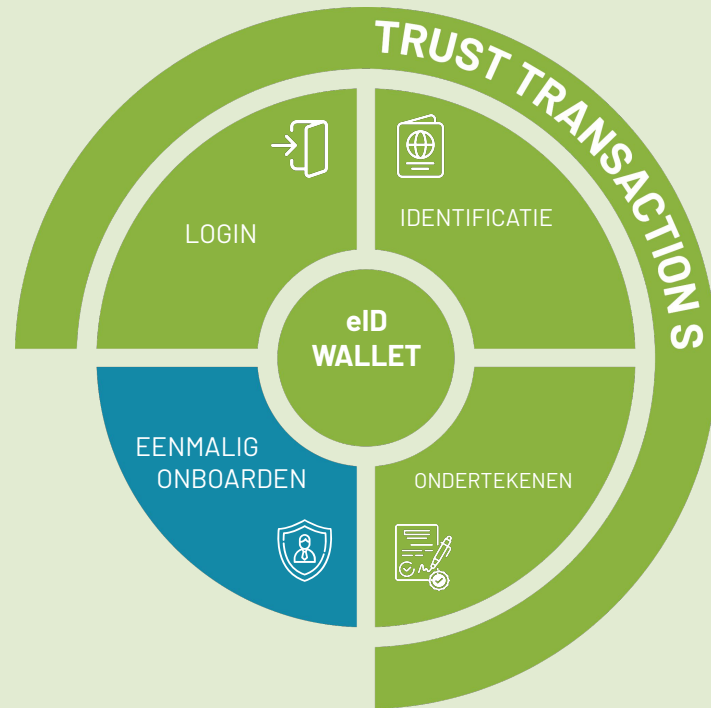 TRUST TRANSACTION S
LOGIN
IDENTIFICATIE
eID
WALLET
EENMALIG
ONBOARDEN
ONDERTEKENEN